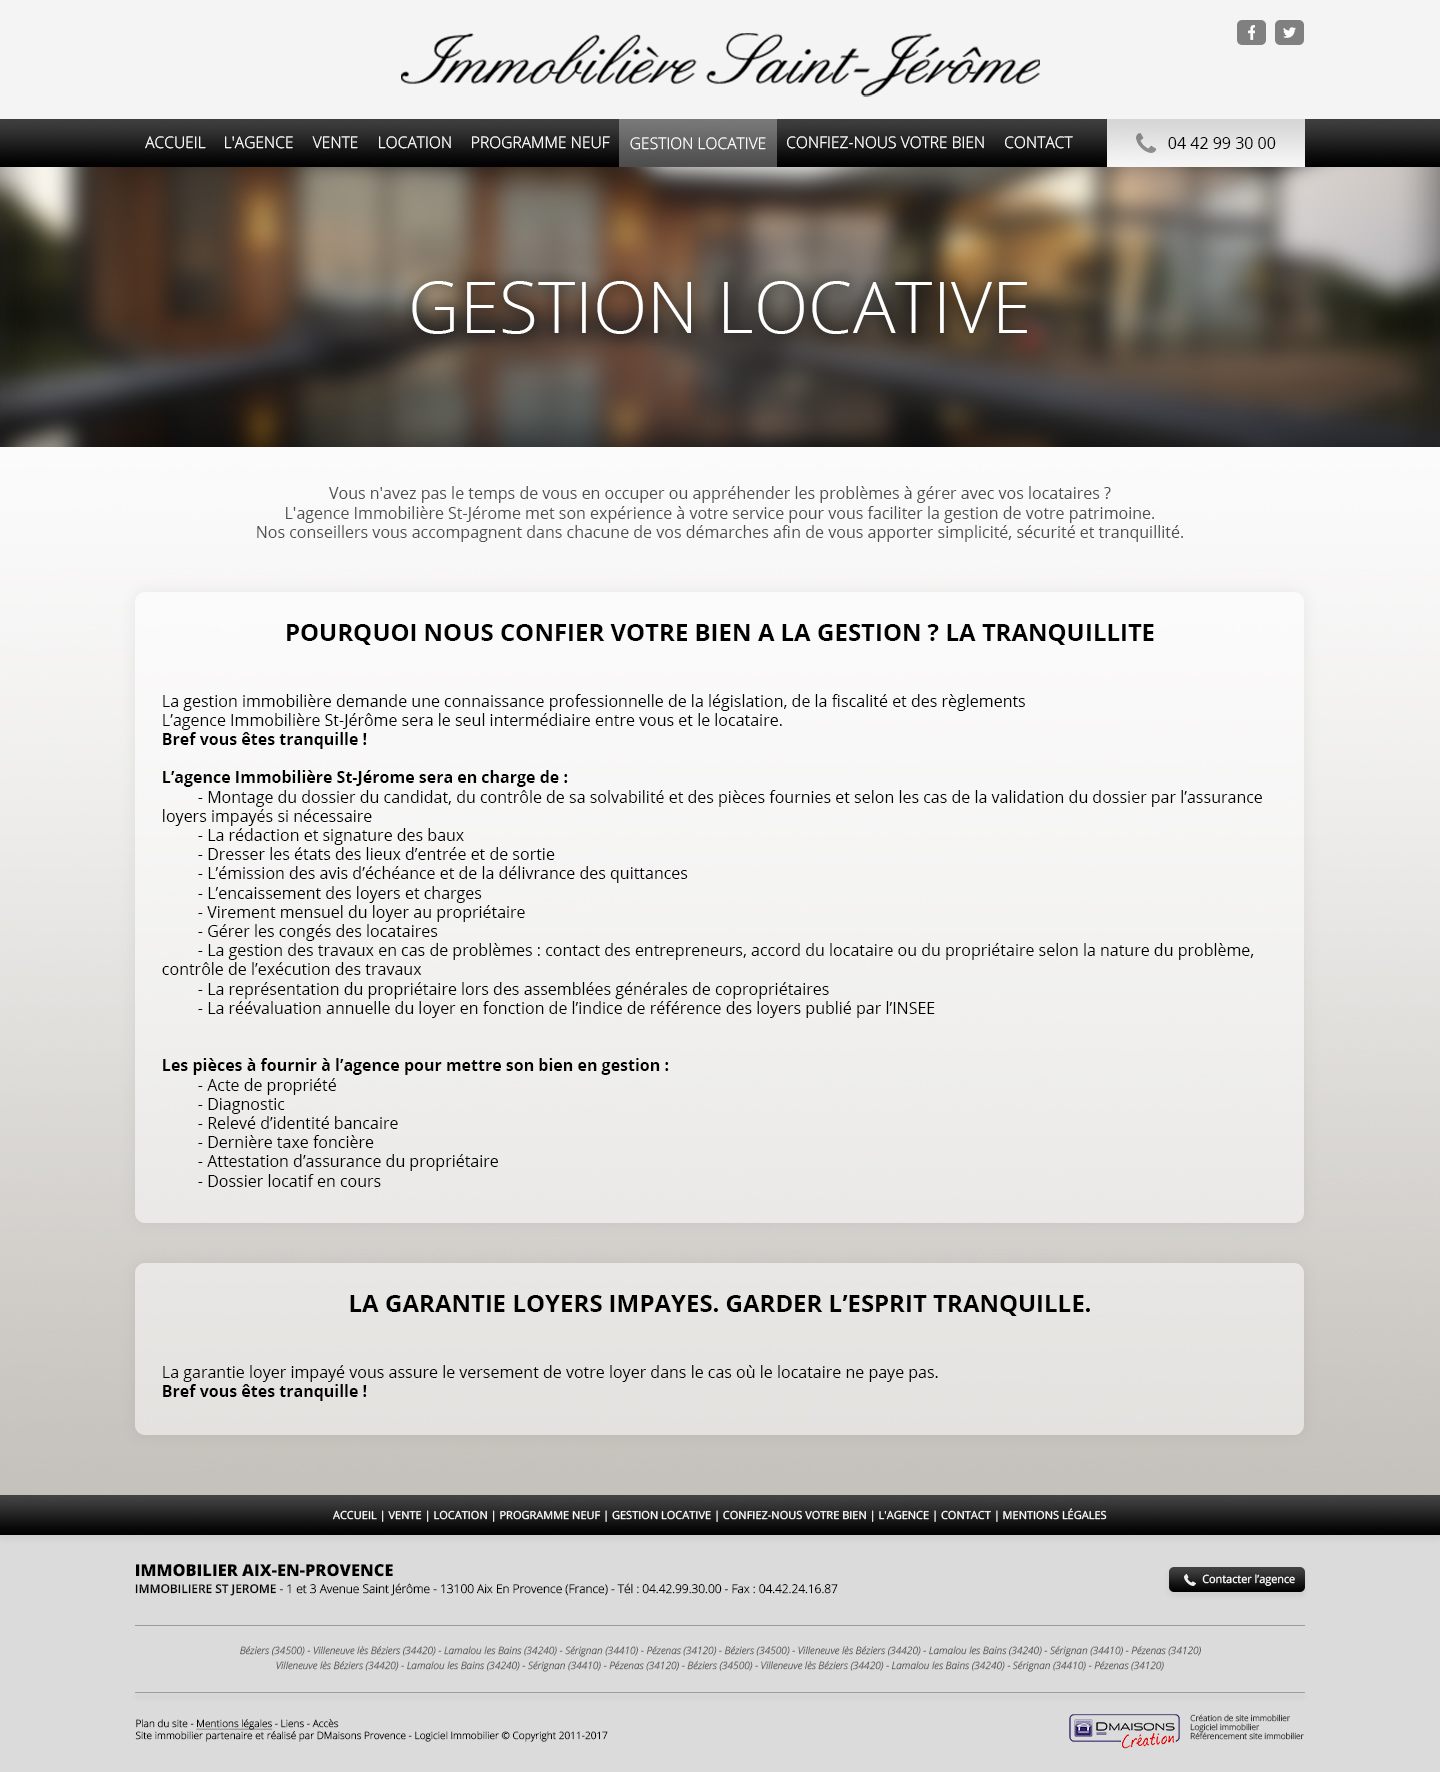 Immobilière Saint-Jérôme
ACCUEIL L'AGENCE VENTE LOCATION PROGRAMME NEUF GESTION LOCATIVE CONFIEZ-NOUS VOTRE BIEN CONTACT 04 42 99 30 00
GESTION LOCATIVE
Vous n'avez pas le temps de vous en occuper ou appréhender les problèmes à gérer avec vos locataires ?
L'agence Immobilière St-Jérome met son expérience à votre service pour vous faciliter la gestion de votre patrimoine.
Nos conseillers vous accompagnent dans chacune de vos démarches afin de vous apporter simplicité, sécurité et tranquillité.
POURQUOI NOUS CONFIER VOTRE BIEN A LA GESTION ? LA TRANQUILLITE
La gestion immobilière demande une connaissance professionnelle de la législation, de la fiscalité et des règlements
L’agence Immobilière St-Jérôme sera le seul intermédiaire entre vous et le locataire.
Bref vous êtes tranquille !
L’agence Immobilière St-Jérome sera en charge de :
- Montage du dossier du candidat, du contrôle de sa solvabilité et des pièces fournies et selon les cas de la validation du dossier par l’assurance
loyers impayés si nécessaire
- La rédaction et signature des baux
- Dresser les états des lieux d’entrée et de sortie
- L’émission des avis d’échéance et de la délivrance des quittances
- L’encaissement des loyers et charges
- Virement mensuel du loyer au propriétaire
- Gérer les congés des locataires
- La gestion des travaux en cas de problèmes : contact des entrepreneurs, accord du locataire ou du propriétaire selon la nature du problème,
contrôle de l’exécution des travaux
- La représentation du propriétaire lors des assemblées générales de copropriétaires
- La réévaluation annuelle du loyer en fonction de l’indice de référence des loyers publié par l’INSEE
Les pièces à fournir à l’agence pour mettre son bien en gestion :
- Acte de propriété
- Diagnostic
- Relevé d’identité bancaire
- Dernière taxe foncière
- Attestation d’assurance du propriétaire
- Dossier locatif en cours
LA GARANTIE LOYERS IMPAYES. GARDER L’ESPRIT TRANQUILLE.
La garantie loyer impayé vous assure le versement de votre loyer dans le cas où le locataire ne paye pas.
Bref vous êtes tranquille !
ACCUEIL | VENTE | LOCATION | PROGRAMME NEUF | GESTION LOCATIVE | CONFIEZ-NOUS VOTRE BIEN | L'AGENCE | CONTACT | MENTIONS LÉGALES
IMMOBILIER AIX-EN-PROVENCE
IMMOBILIERE ST JEROME - 1 et 3 Avenue Saint Jérôme - 13100 Aix En Provence (France) - Tél : 04.42.99.30.00 - Fax : 04.42.24.16.87
Contacter l’agence
Béziers (34500) - Villeneuve lès Béziers (34420) - Lamalou les Bains (34240) - Sérignan (34410) - Pézenas (34120) - Béziers (34500) - Villeneuve lès Béziers (34420) - Lamalou les Bains (34240) - Sérignan (34410) - Pézenas (34120)
Villeneuve lès Béziers (34420) - Lamalou les Bains (34240) - Sérignan (34410) - Pézenas (34120) - Béziers (34500) - Villeneuve lès Béziers (34420) - Lamalou les Bains (34240) - Sérignan (34410) - Pézenas (34120)
Plan du site - Mentions légales - Liens - Accès
Site immobilier partenaire et réalisé par DMaisons Provence - Logiciel Immobilier © Copyright 2011-2017
DMAISONS
Création
Création de site immobilier
Logiciel immobilier
Référencement site immobilier